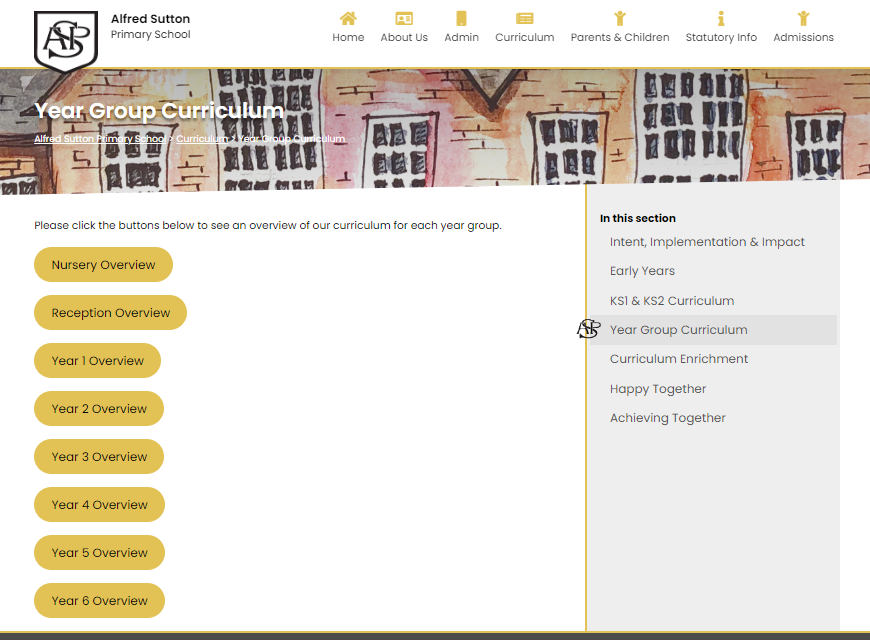 Alfred Sutton
Primary School
Home
About Us
Admin
Curriculum
Parents & Children
Statutory Info
Admissions
ASP
Year Group Curriculum
Alfred Sutton Primary School > Curriculum > Year Group Curriculum
Please click the buttons below to see an overview of our curriculum for each year group.
Nursery Overview
Reception Overview
Year 1 Overview
Year 2 Overview
Year 3 Overview
Year 4 Overview
Year 5 Overview
Year 6 Overview
In this section
Intent, Implementation & Impact
Early Years
KS1 & KS2 Curriculum
ASP
Year Group Curriculum
Curriculum Enrichment
Happy Together
Achieving Together